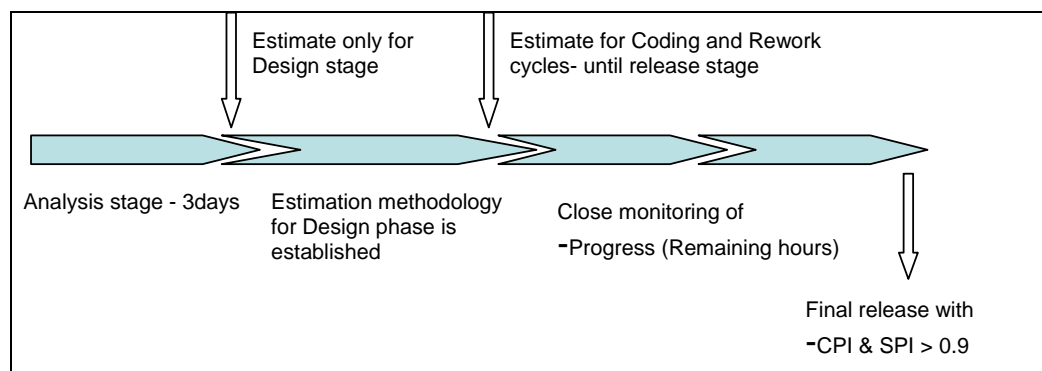 Estimate only for
Design stage
Estimate for Coding and Rework
cycles- until release stage
Analysis stage - 3days
Estimation methodology
for Design phase is
established
Close monitoring of
-Progress (Remaining hours)
Final release with
-CPI & SPI > 0.9